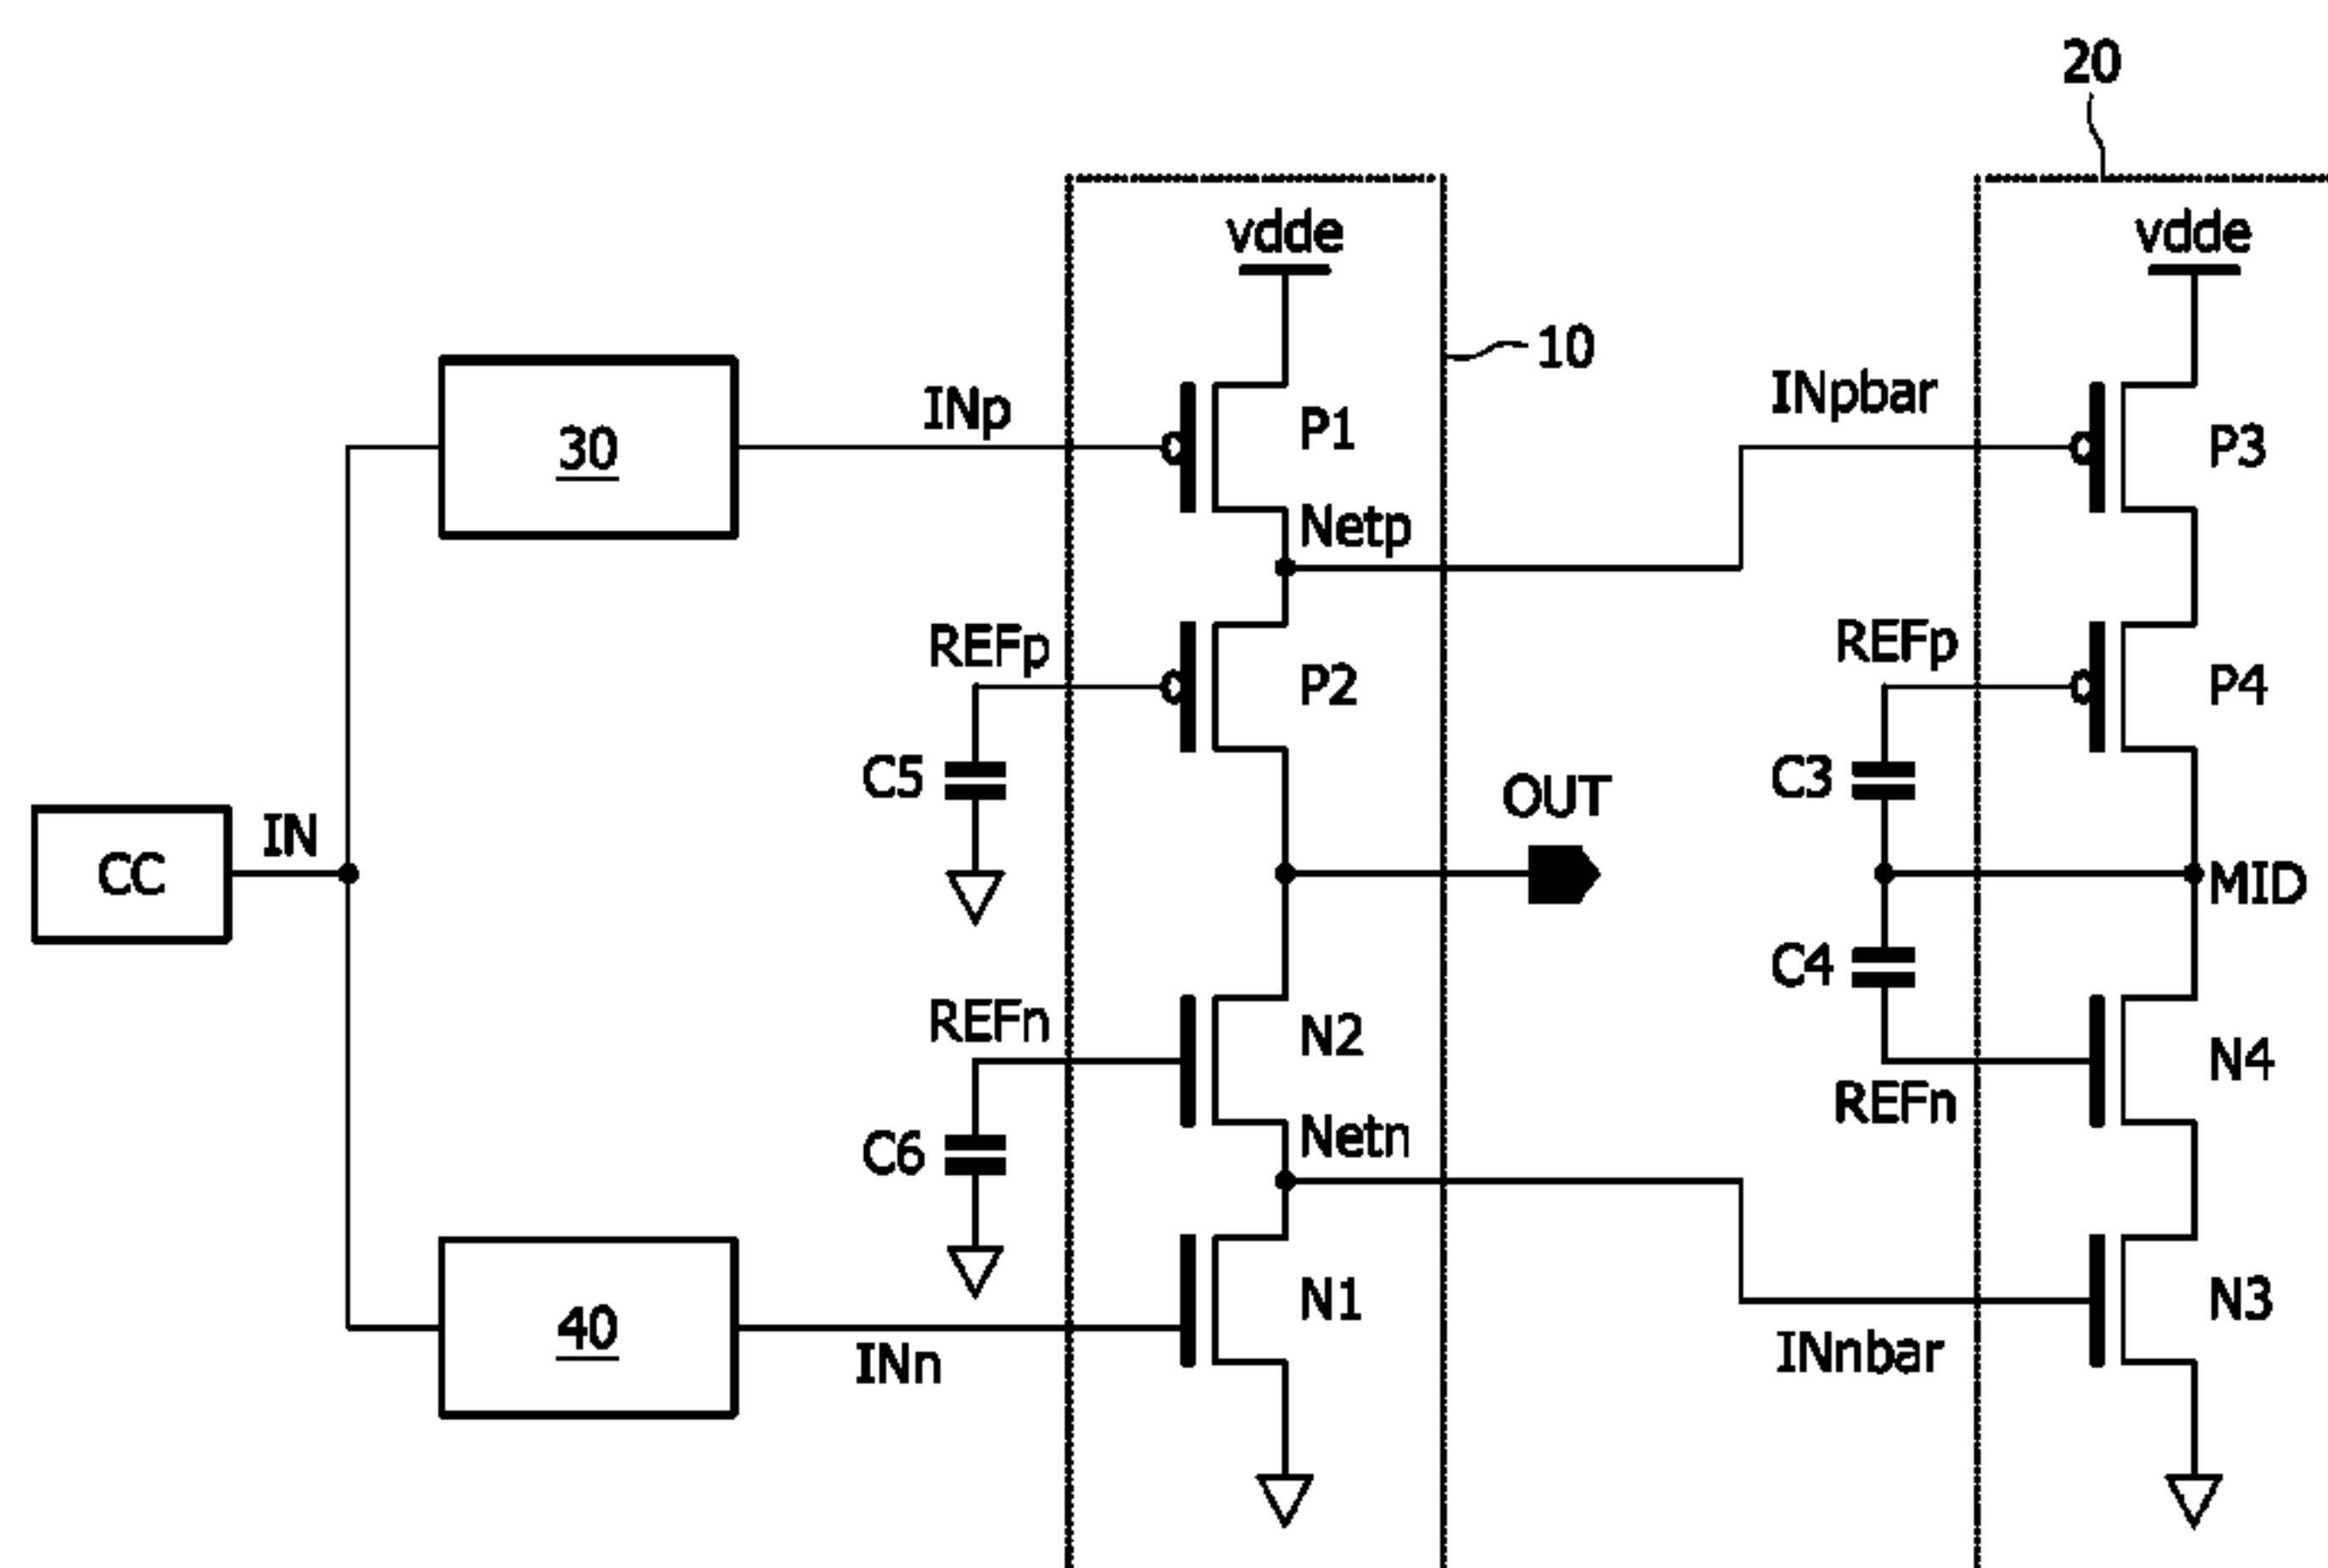 20
vdde
vdde
10
INp
P1
INpbar
P3
30
Netp
REFp
P2
REFp
P4
C5
OUT
C3
IN
CC
MID
C4
REFn
N2
N4
REFn
C6
Netn
N1
N3
40
INn
INnbar